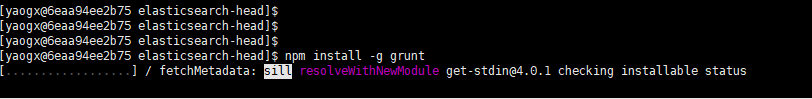 [yaogx@6eaa94ee2b75 elasticsearch-head]$
[yaogx@6eaa94ee2b75 elasticsearch-head]$
[yaogx@6eaa94ee2b75 elasticsearch-head]$
[yaogx@6eaa94ee2b75 elasticsearch-head]$ npm install -g grunt
[..................] / fetchMetadata: sill resolveWithNewModule get-stdin@4.0.1 checking installable status